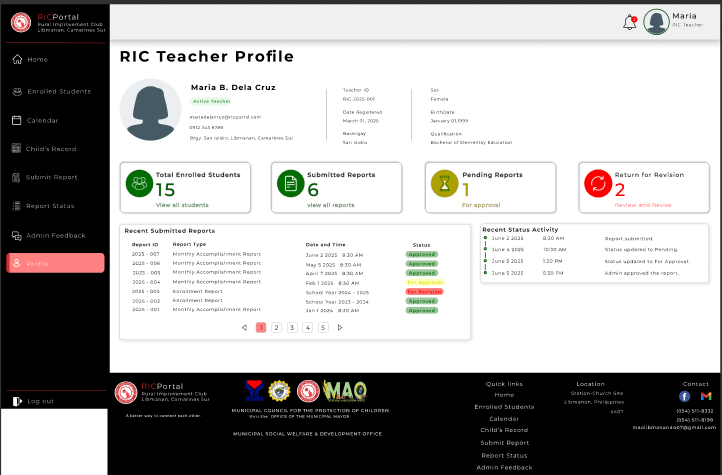 RICPortal
Rural Improvement Club
Libmanan, Camarines Sur
Maria
RIC Teacher
Home
Enrolled Students
Calendar
Child's Record
Submit Report
Report Status
Admin Feedback
Profile
Log out
RIC Teacher Profile
Maria B. Dela Cruz
Active Teacher
mariadelacruz@ricportal.com
0912 345 6789
Brgy. San Isidro, Libmanan, Camarines Sur
Teacher ID
RIC-2025-001
Date Registered
March 01, 2025
Barangay
San Isidro
Sex
Female
BirthDate
January 01,1999
Qualification
Bachelor of Elementary Education
Total Enrolled Students
15
View all students
Submitted Reports
6
view all reports
Pending Reports
1
For approval
Return for Revision
2
Review and Revise
Recent Submitted Reports
Report ID Report Type Date and Time Status
2025 - 007 Monthly Accomplishment Report June 2 2025 8:30 AM Approved
2025 - 006 Monthly Accomplishment Report May 5 2025 8:30 AM Approved
2025 - 005 Monthly Accomplishment Report April 7 2025 8:30 AM Approved
2025 - 004 Monthly Accomplishment Report Feb 1 2025 8:30 AM For Approval
2025 - 003 Enrollment Report School Year 2024 - 2025 For Revision
2025 - 002 Enrollment Report School Year 2023 - 2024 Approved
2025 - 001 Monthly Accomplishment Report Jan 1 2024 8:30 AM Approved
1 2 3 4 5
Recent Status Activity
June 2 2025 8:30 AM Report submitted.
June 4 2025 10:30 AM Status updated to Pending.
June 5 2025 1:20 PM Status updated to For Approval.
June 5 2025 5:30 PM Admin approved the report.
RICPortal
Rural Improvement Club
Libmanan, Camarines Sur
A better way to connect each other.
MAO
MUNICIPAL COUNCIL FOR THE PROTECTION OF CHILDREN
thru the OFFICE OF THE MUNICIPAL MAYOR
MUNICIPAL SOCIAL WELFARE & DEVELOPMENT OFFICE
Quick links
Home
Enrolled Students
Calendar
Child's Record
Submit Report
Report Status
Admin Feedback
Location
Station-Church Site
Libmanan, Philippines
4407
Contact
(054) 511-8332
(054) 511-8198
maolibmanan4407@gmail.com